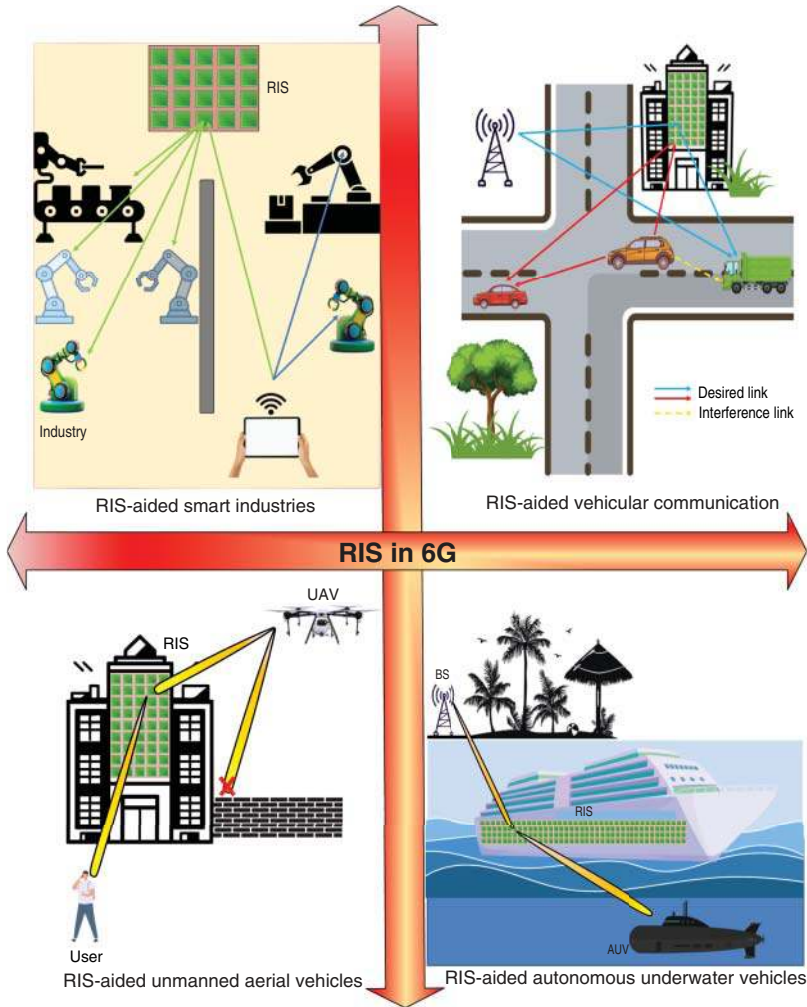 RIS
Industry
RIS-aided smart industries
Desired link
Interference link
RIS-aided vehicular communication
RIS in 6G
UAV
RIS
User
RIS-aided unmanned aerial vehicles
BS
RIS
AUV
RIS-aided autonomous underwater vehicles